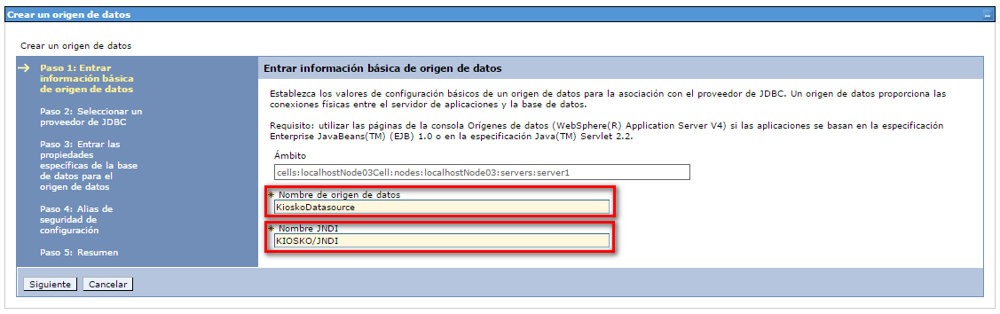 Crear un origen de datos
Crear un origen de datos
Paso 1: Entrar
información básica
de origen de datos
Paso 2: Seleccionar un
proveedor de JDBC
Paso 3: Entrar las
propiedades
específicas de la base
de datos para el
origen de datos
Paso 4: Alias de
seguridad de
configuración
Paso 5: Resumen
Entrar información básica de origen de datos
Establezca los valores de configuración básicos de un origen de datos para la asociación con el proveedor de JDBC. Un origen de datos proporciona las
conexiones físicas entre el servidor de aplicaciones y la base de datos.
Requisito: utilizar las páginas de la consola Orígenes de datos (WebSphere(R) Application Server V4) si las aplicaciones se basan en la especificación
Enterprise JavaBeans(TM) (EJB) 1.0 o en la especificación Java(TM) Servlet 2.2.
Ámbito
cells:localhostNode03Cell:nodes:localhostNode03:servers:server1
* Nombre de origen de datos
KioskoDatasource
* Nombre JNDI
KIOSKO/JNDI
Siguiente Cancelar